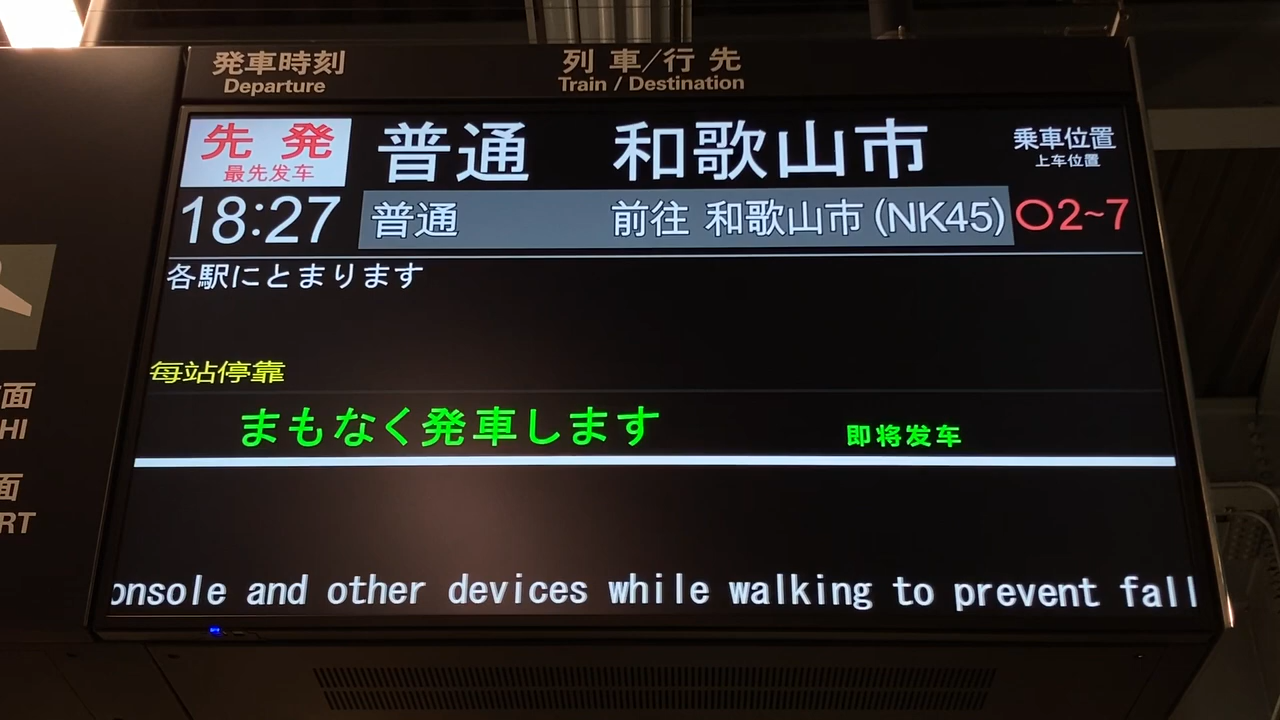 発車時刻
Departure
列車/行先
Train / Destination
先発
最先发车
普通 和歌山市
乗車位置
上车位置
18:27
普通 前往 和歌山市 (NK45)
○2~7
各駅にとまります
每站停靠
まもなく発車します 即将发车
onsole and other devices while walking to prevent fall
面
HI
面
RT